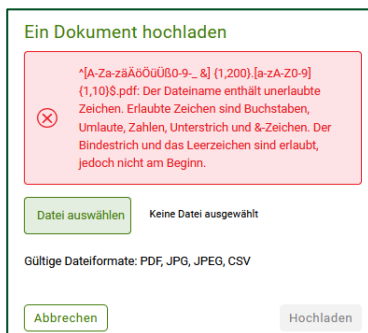 Ein Dokument hochladen
^[A-Za-zäÄöÖüÜß0-9-_ &] {1,200}.[a-zA-Z0-9]
{1,10}$.pdf: Der Dateiname enthält unerlaubte
Zeichen. Erlaubte Zeichen sind Buchstaben,
Umlaute, Zahlen, Unterstrich und &-Zeichen. Der
Bindestrich und das Leerzeichen sind erlaubt,
jedoch nicht am Beginn.
Datei auswählen Keine Datei ausgewählt
Gültige Dateiformate: PDF, JPG, JPEG, CSV
Abbrechen Hochladen